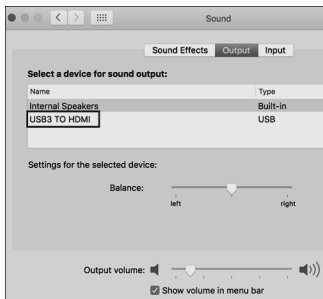 Sound
Sound Effects Output Input
Select a device for sound output:
Name Type
Internal Speakers Built-in
USB3 TO HDMI USB
Settings for the selected device:
Balance:
left right
Output volume:
Show volume in menu bar